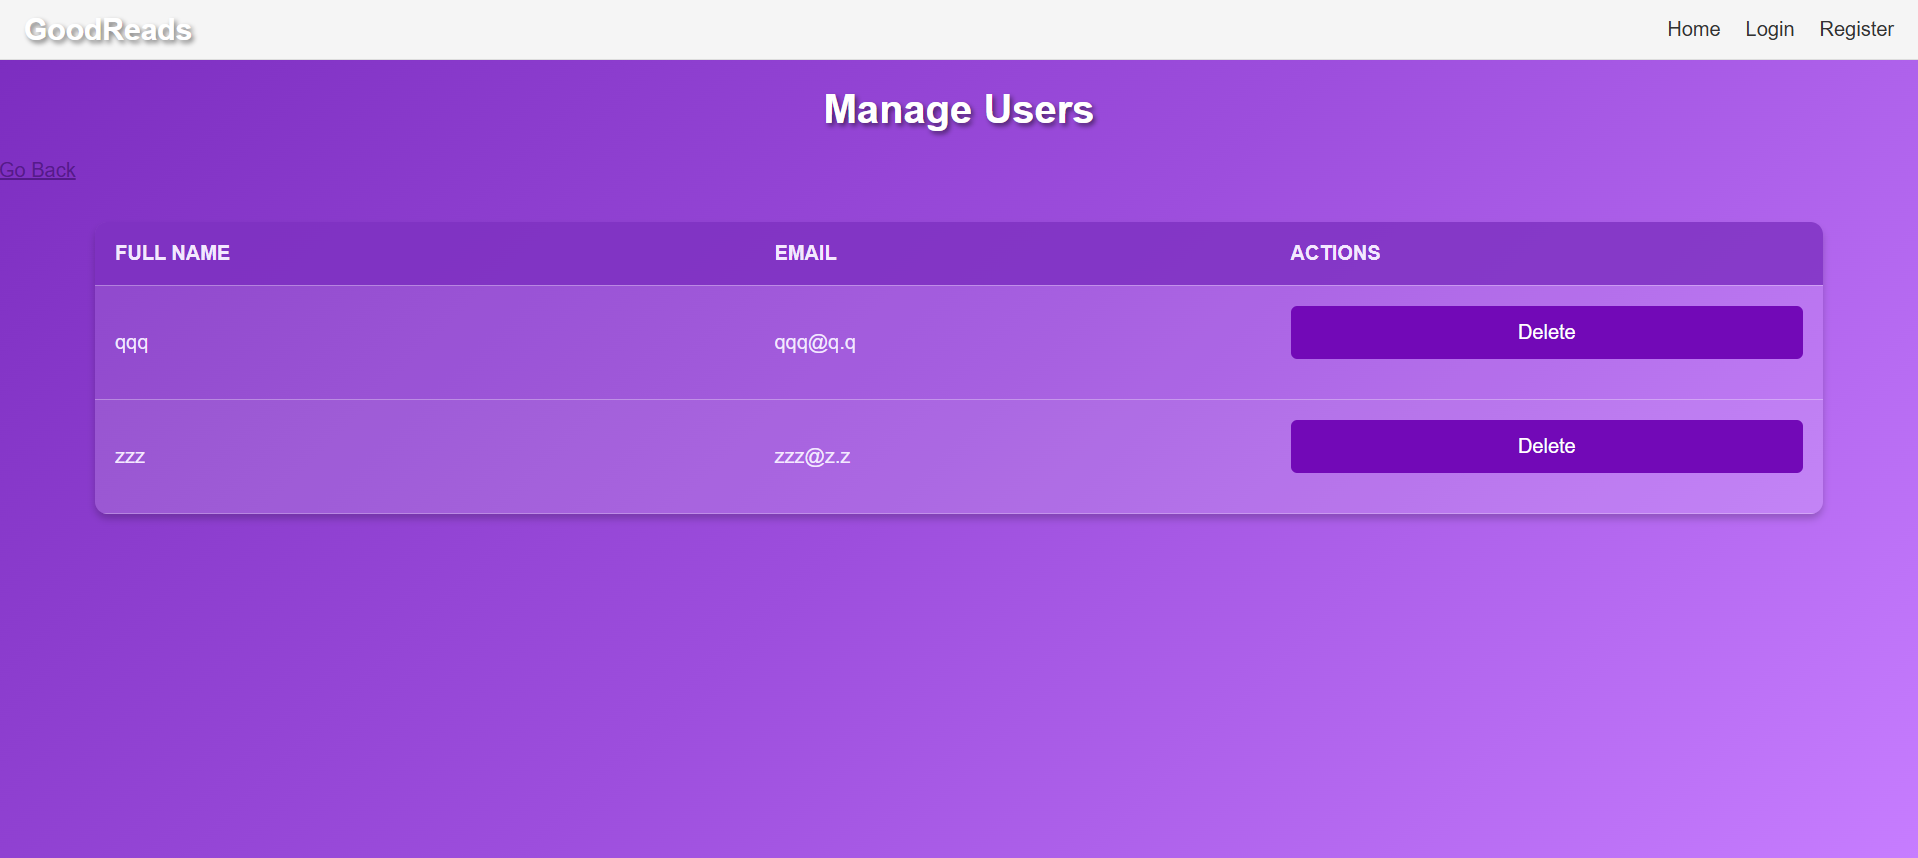 GoodReads Home Login Register
Manage Users
Go Back
FULL NAME EMAIL ACTIONS
qqq qqq@q.q Delete
zzz zzz@z.z Delete